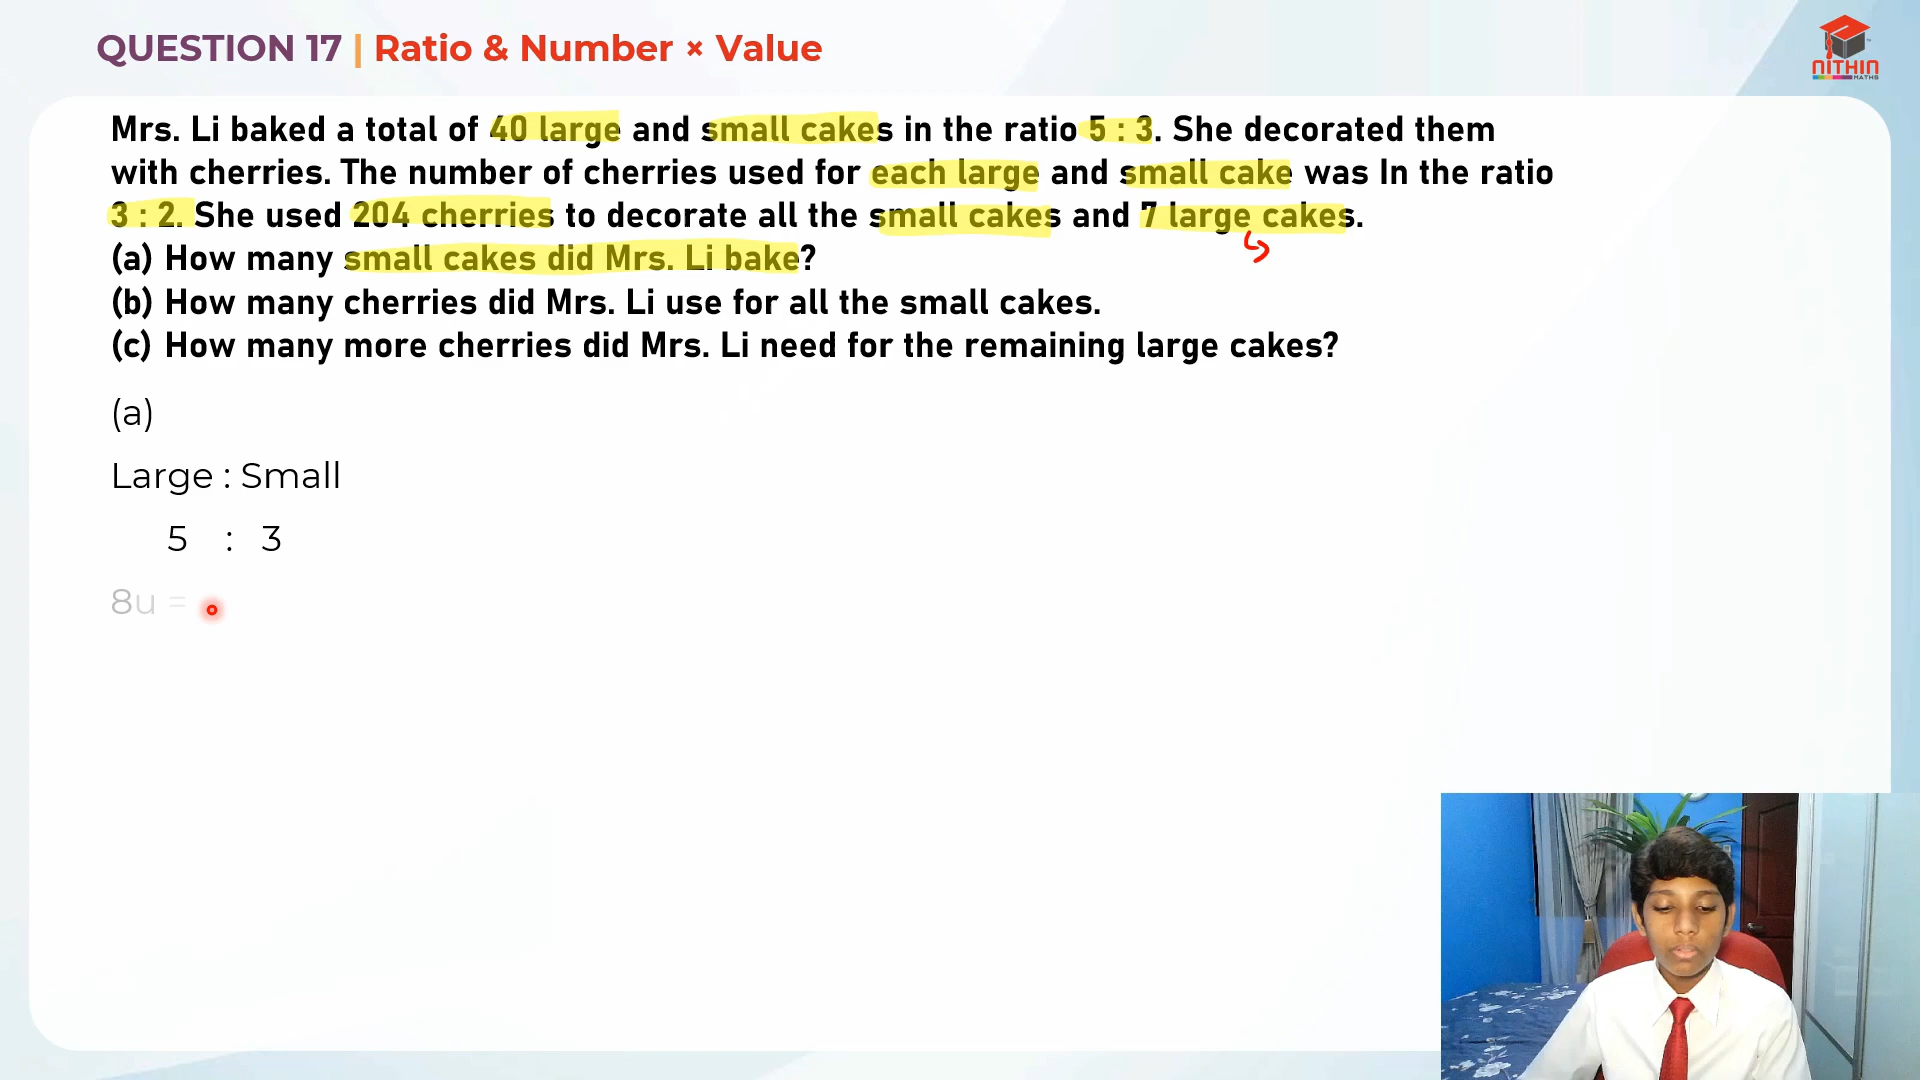 QUESTION 17 | Ratio & Number × Value
NITHIN
MATHS
Mrs. Li baked a total of 40 large and small cakes in the ratio 5 : 3. She decorated them
with cherries. The number of cherries used for each large and small cake was In the ratio
3 : 2. She used 204 cherries to decorate all the small cakes and 7 large cakes.
(a) How many small cakes did Mrs. Li bake?
(b) How many cherries did Mrs. Li use for all the small cakes.
(c) How many more cherries did Mrs. Li need for the remaining large cakes?
(a)
Large : Small
5 : 3
8u =